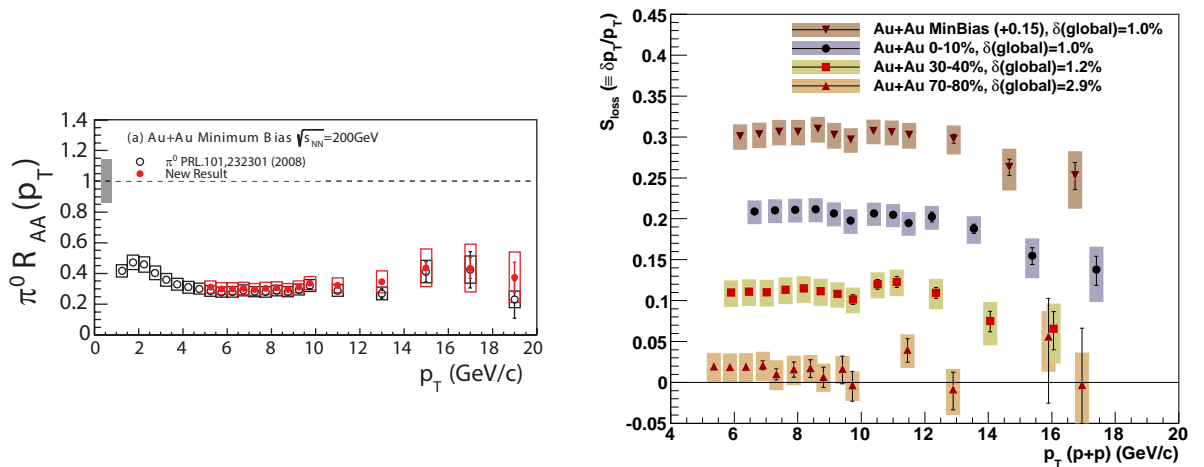 (a) Au+Au Minimum Bias √s_NN=200GeV
π⁰ PRL.101,232301 (2008)
New Result
π⁰ R_AA(p_T)
1.4
1.2
1
0.8
0.6
0.4
0.2
0
0 2 4 6 8 10 12 14 16 18 20
p_T (GeV/c)
Au+Au MinBias (+0.15), δ(global)=1.0%
Au+Au 0-10%, δ(global)=1.0%
Au+Au 30-40%, δ(global)=1.2%
Au+Au 70-80%, δ(global)=2.9%
S_loss (≡ δp_T/p_T)
0.45
0.4
0.35
0.3
0.25
0.2
0.15
0.1
0.05
0
-0.05
4 6 8 10 12 14 16 18 20
p_T (p+p) (GeV/c)